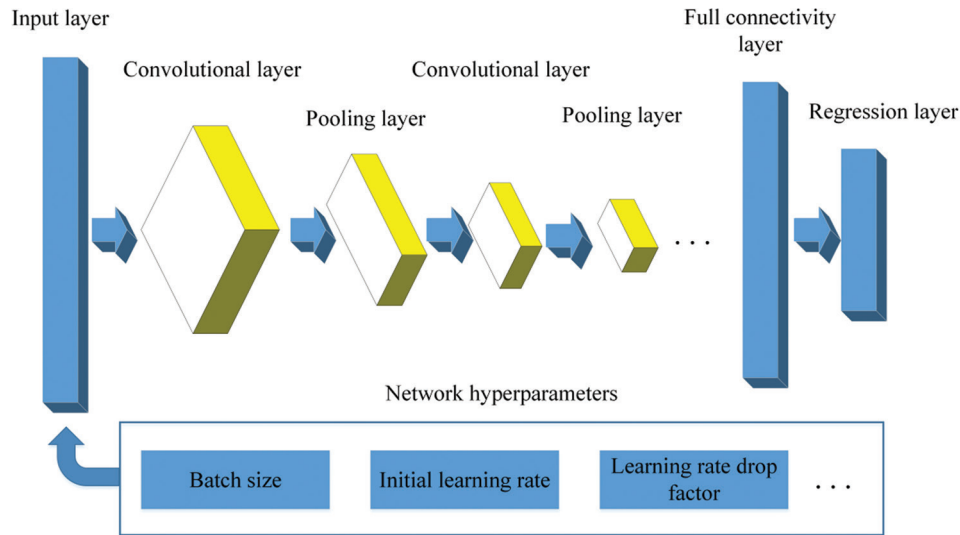 Input layer
Convolutional layer
Pooling layer
Convolutional layer
Pooling layer
Full connectivity
layer
Regression layer
. . .
Network hyperparameters
Batch size
Initial learning rate
Learning rate drop
factor
. . .